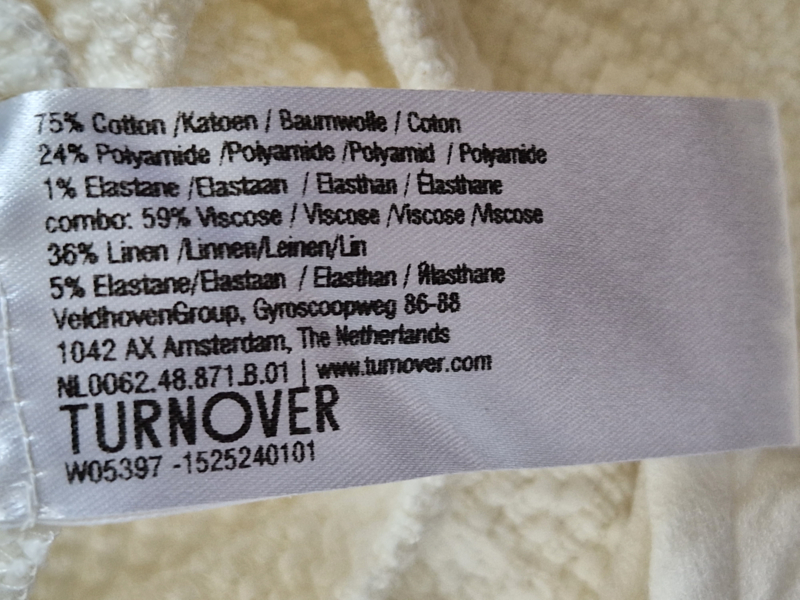 75% Cotton /Katoen / Baumwolle / Coton
24% Polyamide /Polyamide /Polyamid / Polyamide
1% Elastane /Elastaan / Elasthan / Élasthane
combo: 59% Viscose / Viscose /Viscose /Viscose
36% Linen /Linnen/Leinen/Lin
5% Elastane/Elastaan / Elasthan / Élasthane
VeldhovenGroup, Gyroscoopweg 86-88
1042 AX Amsterdam, The Netherlands
NL0062.48.871.B.01 | www.turnover.com
TURNOVER
W05397 -1525240101